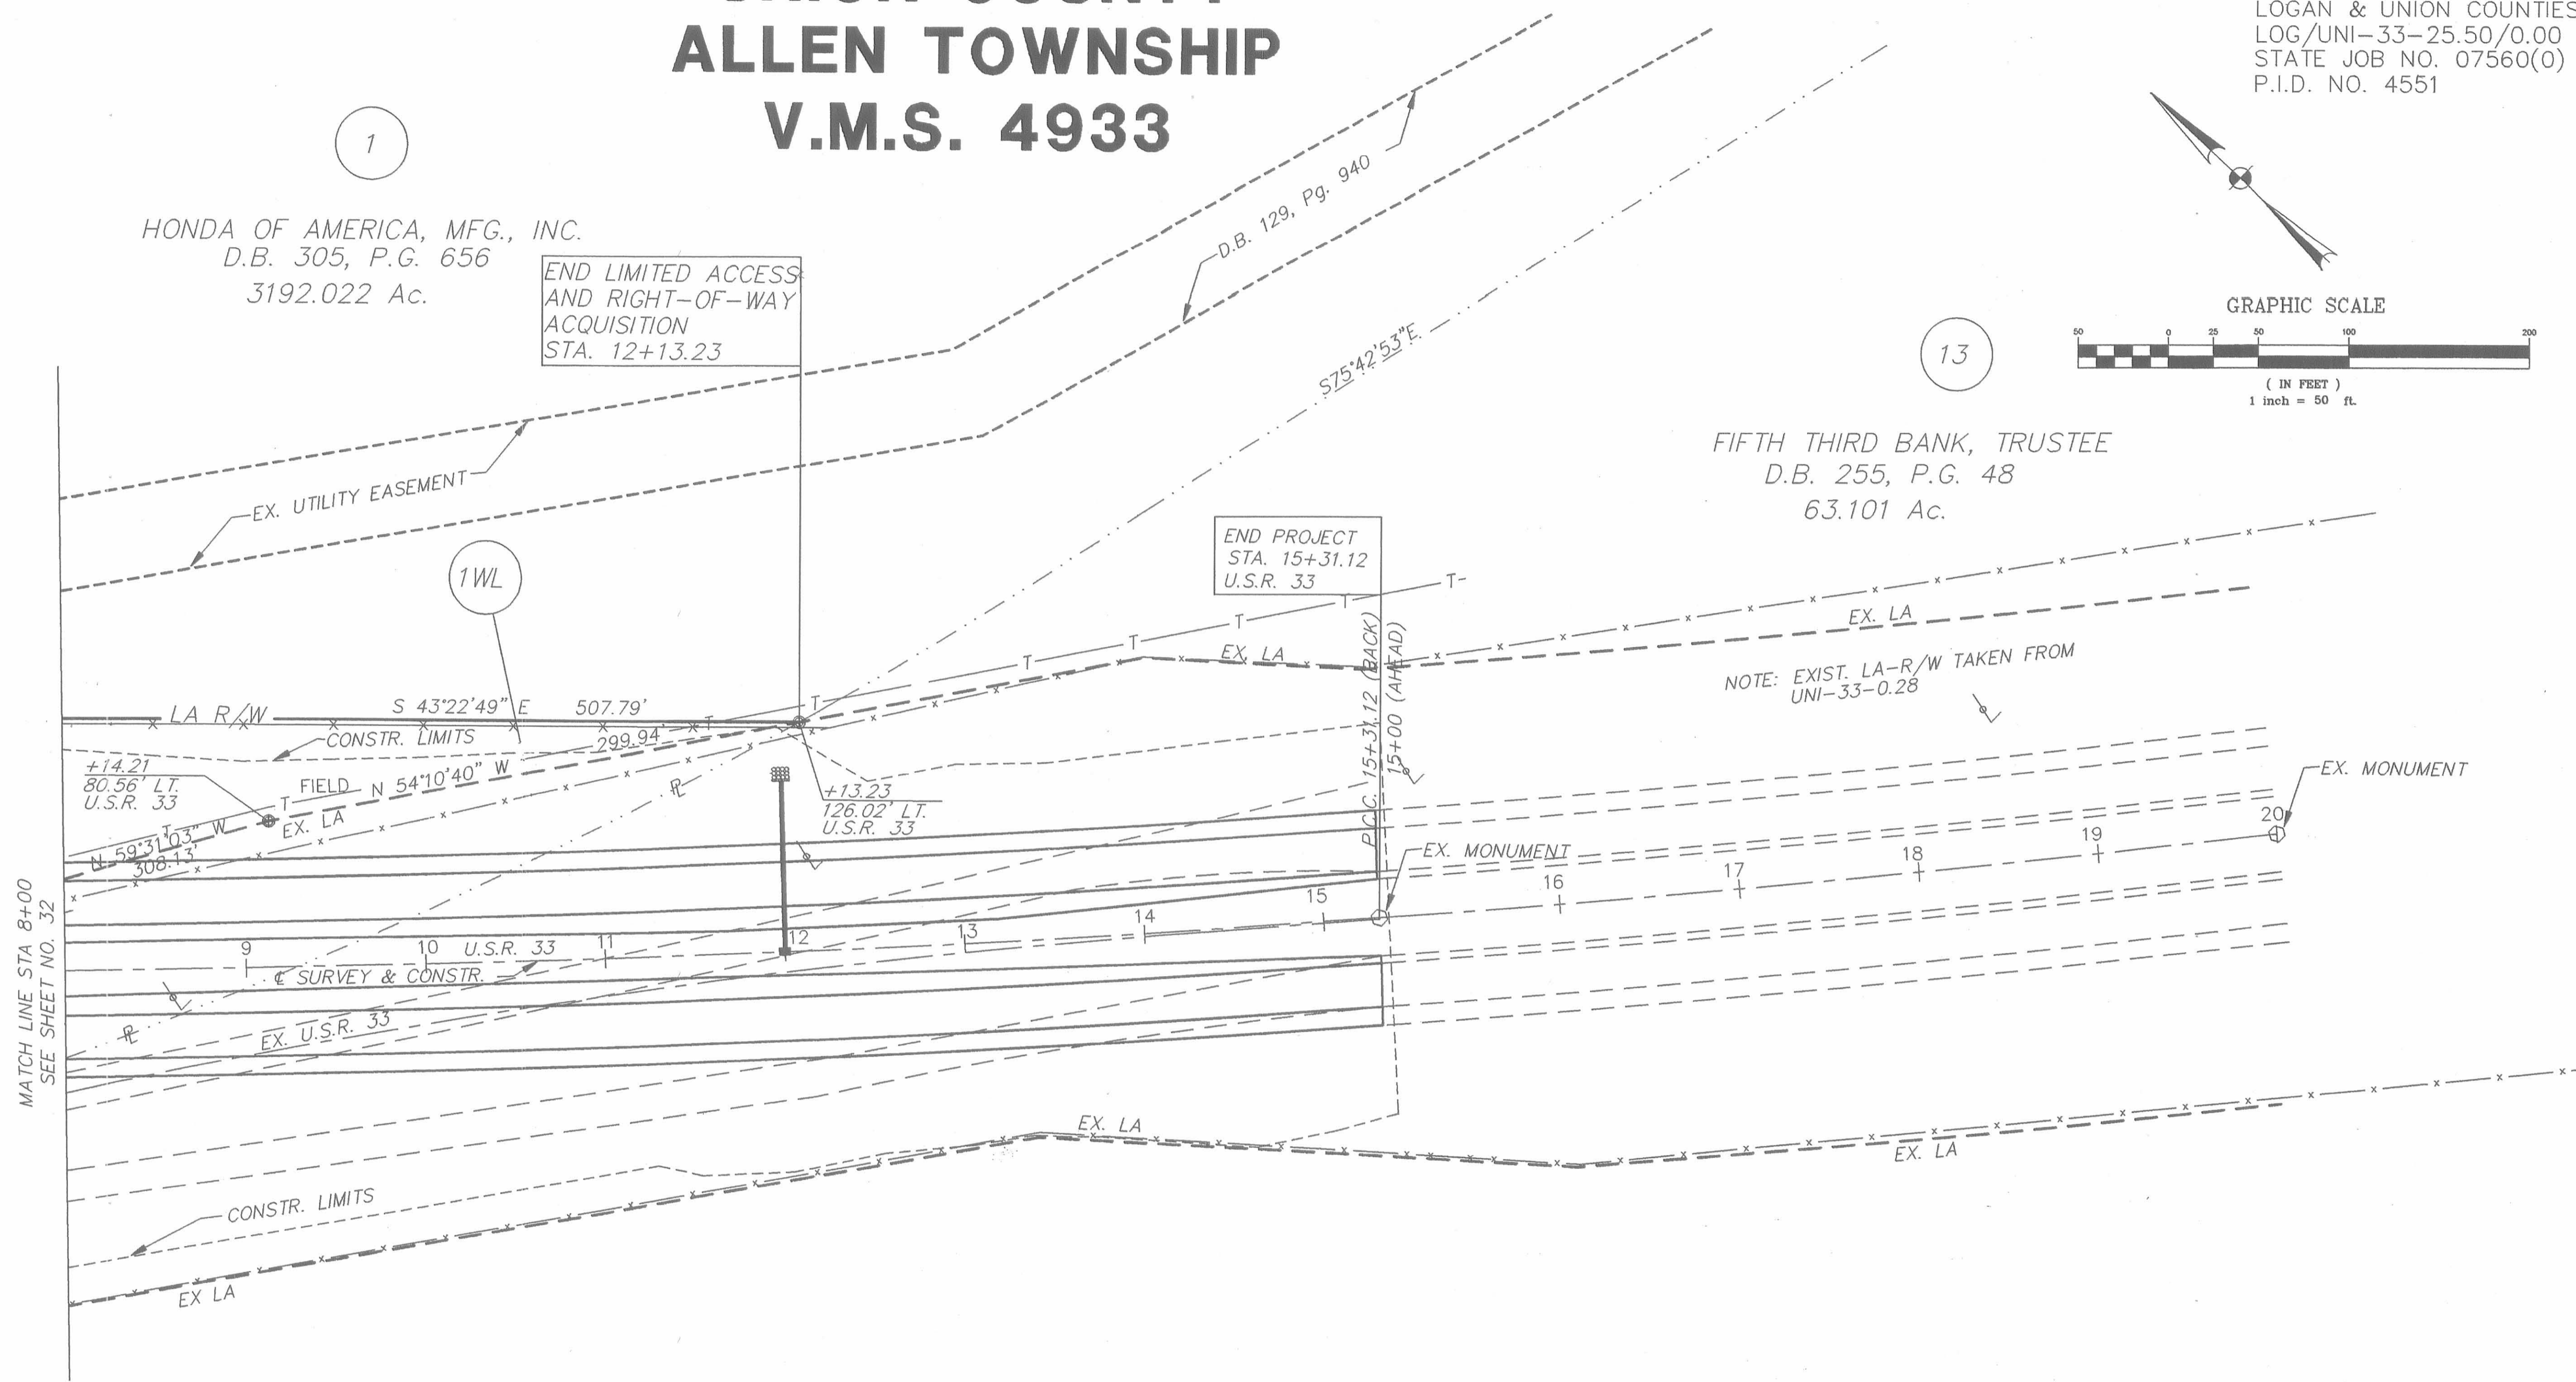 ALLEN TOWNSHIP
V.M.S. 4933
LOGAN & UNION COUNTIES
LOG/UNI-33-25.50/0.00
STATE JOB NO. 07560(0)
P.I.D. NO. 4551
1
HONDA OF AMERICA, MFG., INC.
D.B. 305, P.G. 656
3192.022 Ac.
END LIMITED ACCESS
AND RIGHT-OF-WAY
ACQUISITION
STA. 12+13.23
D.B. 129, Pg. 940
S75°42'53"E
GRAPHIC SCALE
50 0 25 50 100 200
( IN FEET )
1 inch = 50 ft.
13
FIFTH THIRD BANK, TRUSTEE
D.B. 255, P.G. 48
63.101 Ac.
EX. UTILITY EASEMENT
1WL
END PROJECT
STA. 15+31.12
U.S.R. 33
P.C.C. 15+31.12 (BACK)
15+00 (AHEAD)
EX. LA
EX. LA
NOTE: EXIST. LA-R/W TAKEN FROM
UNI-33-0.28
LA R/W
S 43°22'49" E 507.79'
CONSTR. LIMITS
299.94'
+14.21
80.56' LT.
U.S.R. 33
FIELD N 54°10'40" W
EX. LA
N 59°31'03" W
308.13'
+13.23
126.02' LT.
U.S.R. 33
EX. MONUMENT
EX. MONUMENT
9 10 11 12 13 14 15 16 17 18 19 20
U.S.R. 33
℄ SURVEY & CONSTR.
EX. U.S.R. 33
MATCH LINE STA 8+00
SEE SHEET NO. 32
EX. LA
EX. LA
CONSTR. LIMITS
EX LA